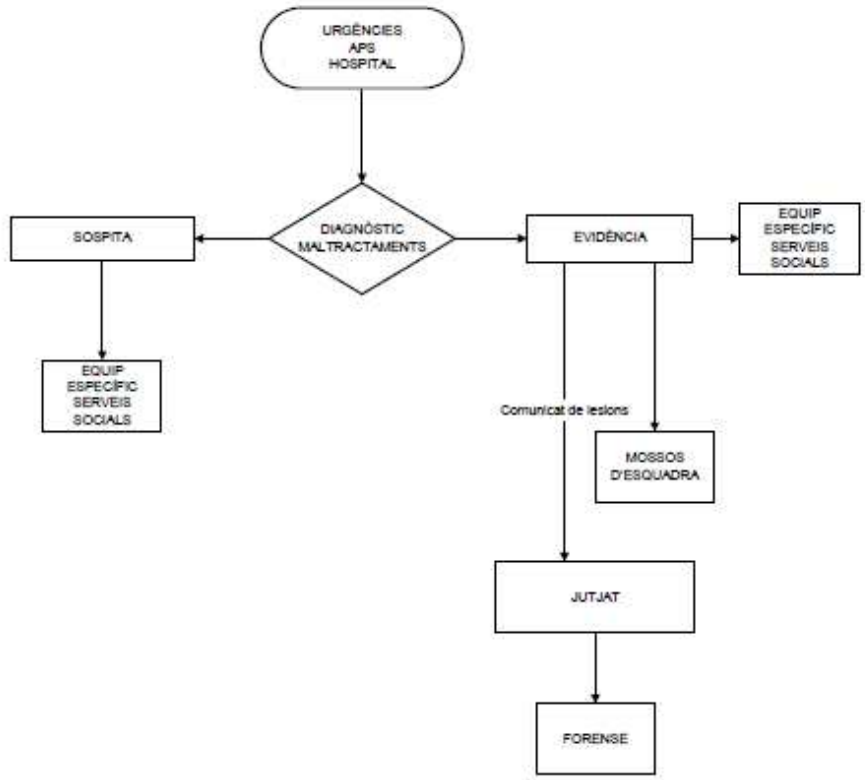 URGÈNCIES
APS
HOSPITAL
DIAGNÒSTIC
MALTRACTAMENTS
SOSPITA
EVIDÈNCIA
EQUIP
ESPECÍFIC
SERVEIS
SOCIALS
EQUIP
ESPECÍFIC
SERVEIS
SOCIALS
Comunicat de lesions
MOSSOS
D'ESQUADRA
JUTJAT
FORENSE